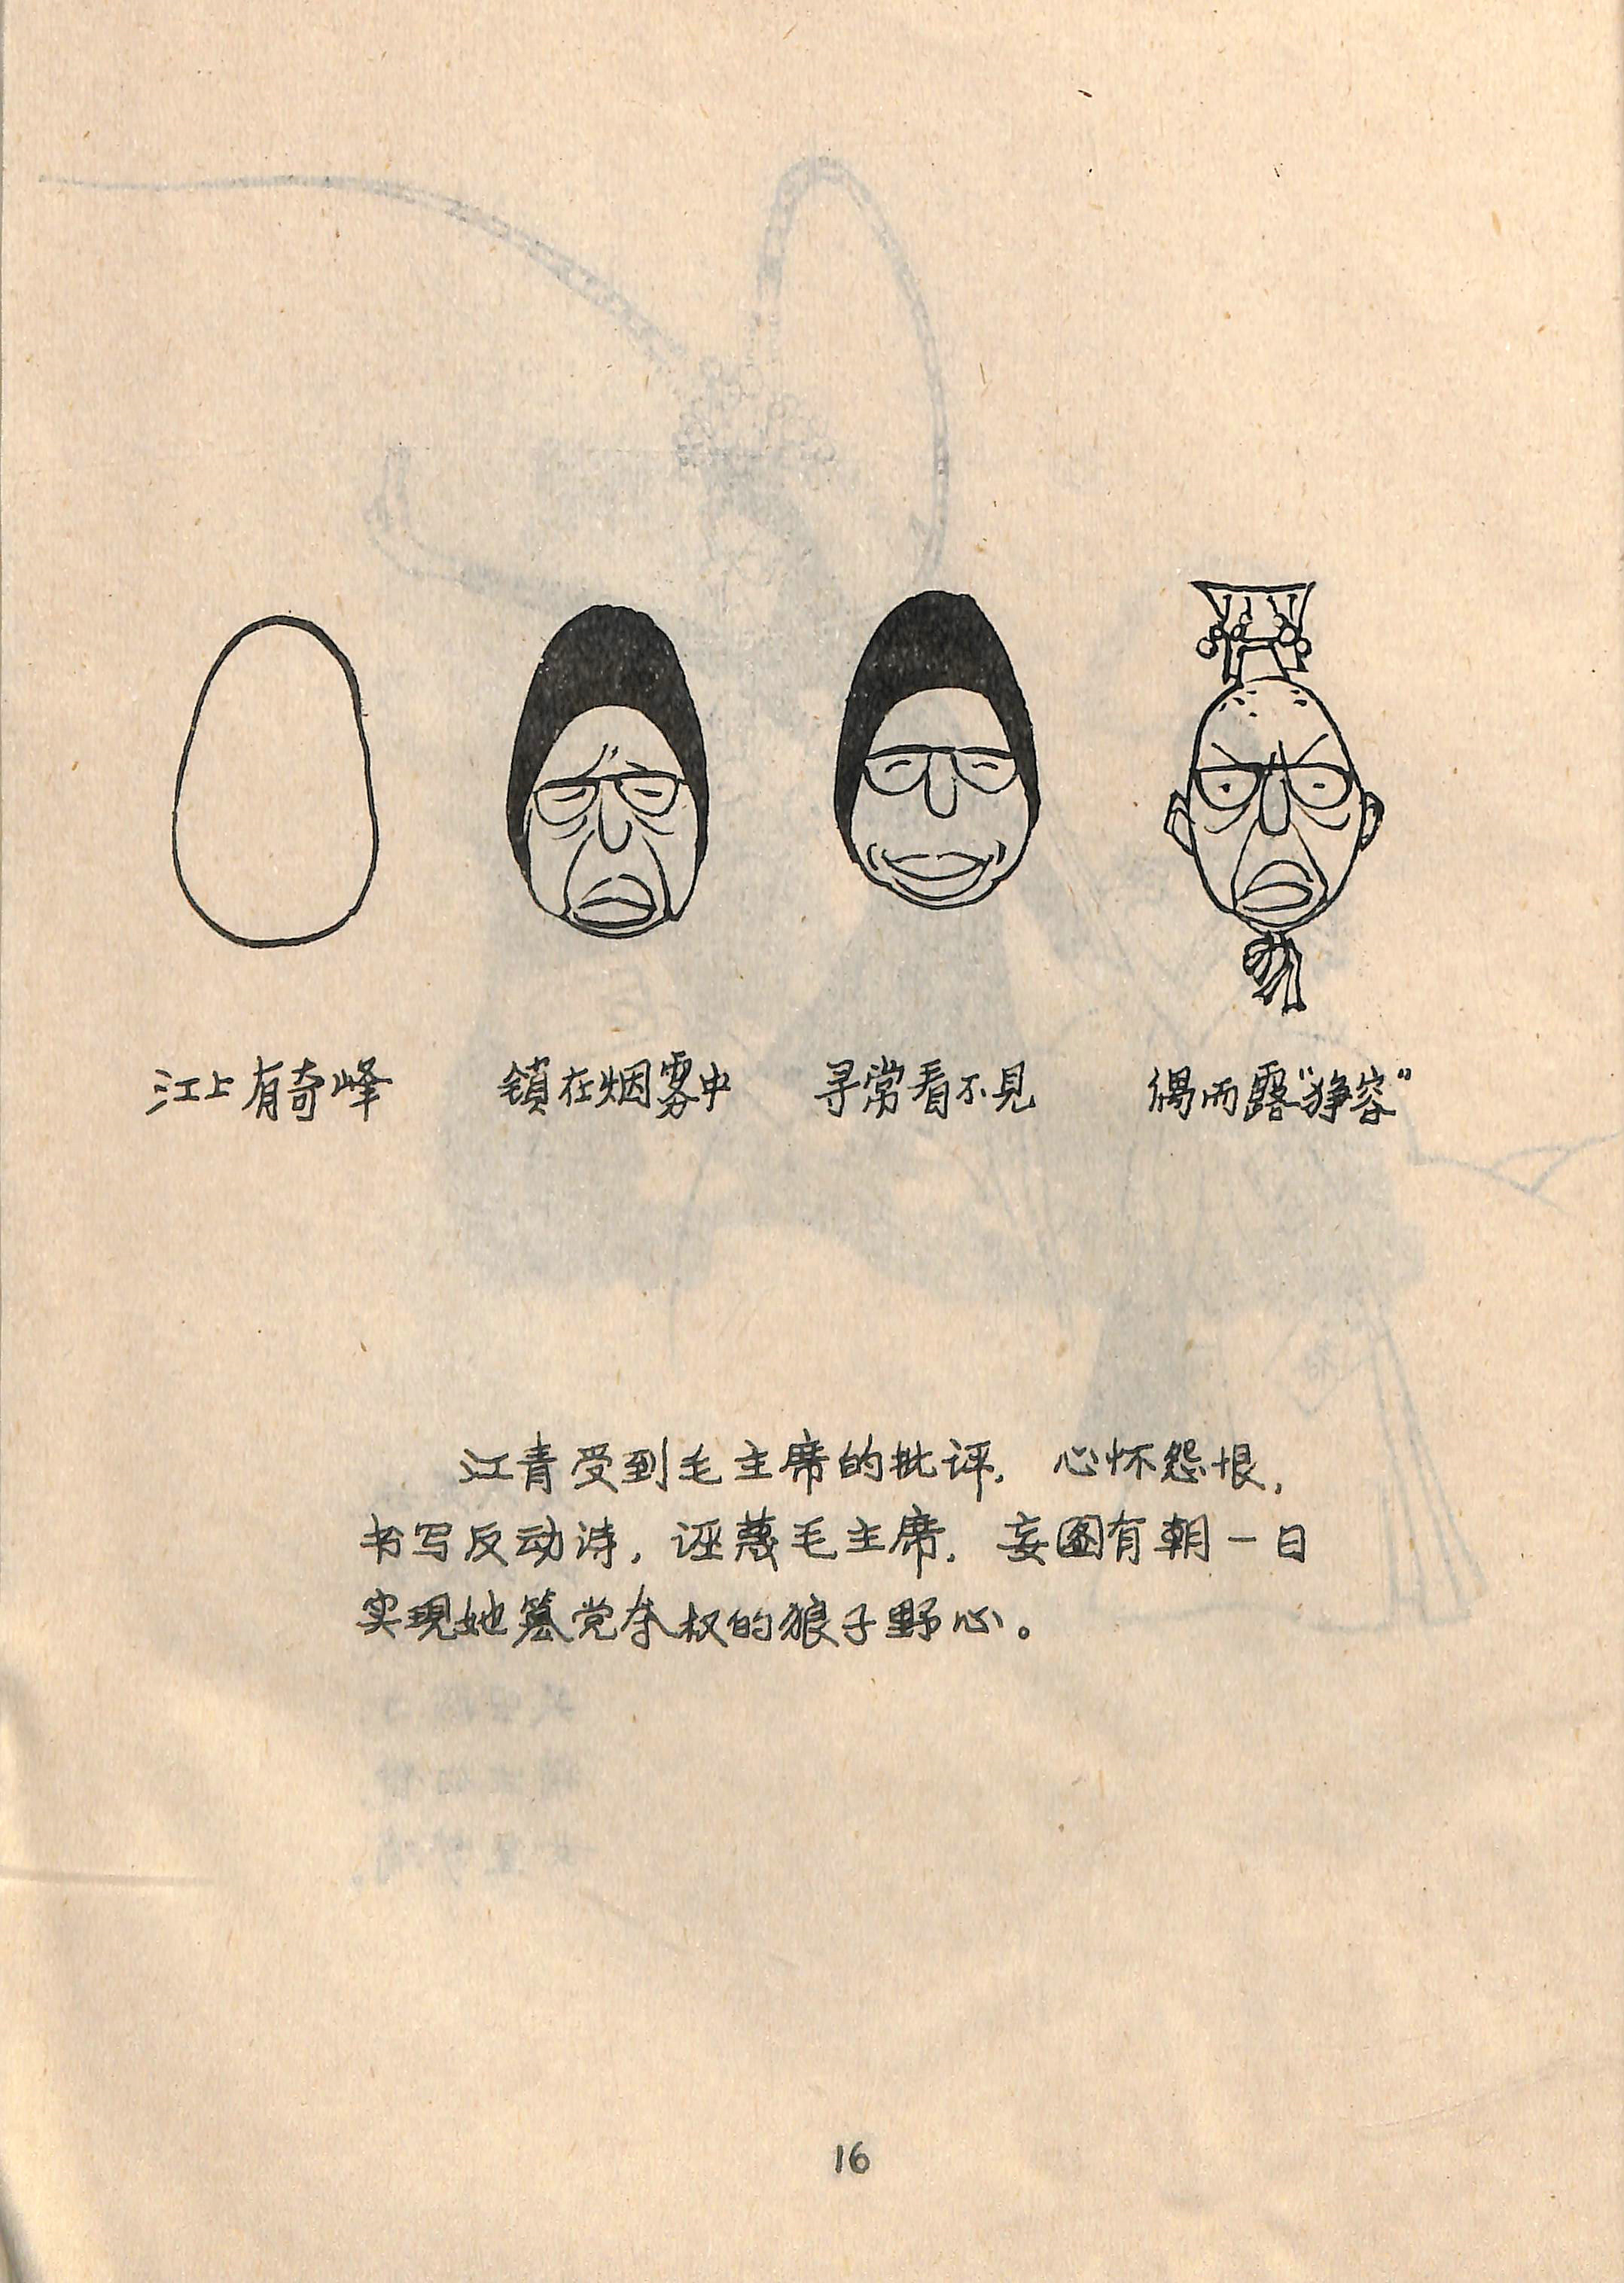 江上有奇峰
锁在烟雾中
寻常看不见
偶而露“狰容”
江青受到毛主席的批评，心怀怨恨，
书写反动诗，诬蔑毛主席，妄图有朝一日
实现她篡党夺权的狼子野心。
16